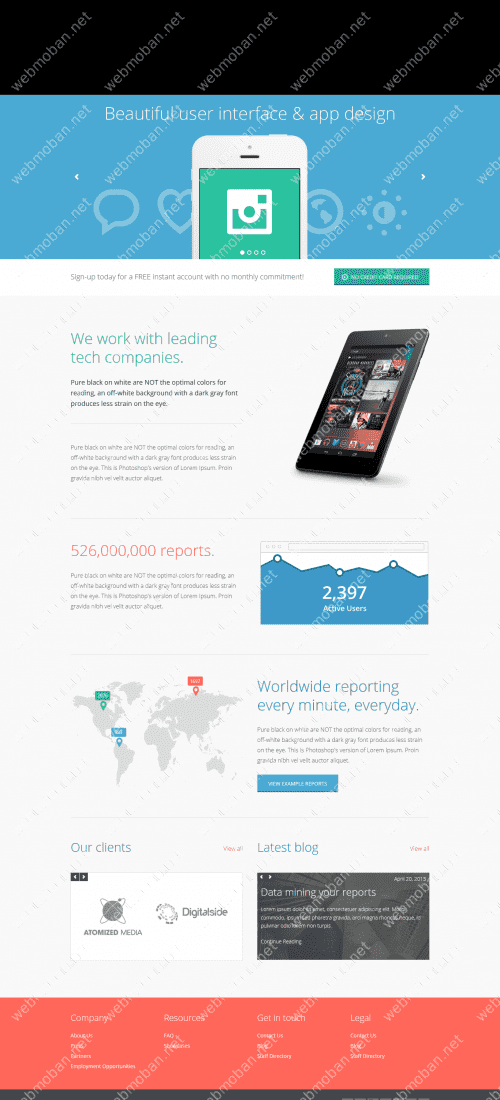 Beautiful user interface & app design
Sign-up today for a FREE instant account with no monthly commitment!
NO CREDIT CARD REQUIRED
We work with leading
tech companies.
Pure black on white are NOT the optimal colors for
reading, an off-white background with a dark gray font
produces less strain on the eye.
Pure black on white are NOT the optimal colors for reading, an
off-white background with a dark gray font produces less strain
on the eye. This is Photoshop's version of Lorem Ipsum. Proin
gravida nibh vel velit auctor aliquet.
526,000,000 reports.
Pure black on white are NOT the optimal colors for reading, an
off-white background with a dark gray font produces less strain
on the eye. This is Photoshop's version of Lorem Ipsum. Proin
gravida nibh vel velit auctor aliquet.
2,397
Active Users
Worldwide reporting
every minute, everyday.
Pure black on white are NOT the optimal colors for reading, an
off-white background with a dark gray font produces less strain
on the eye. This is Photoshop's version of Lorem Ipsum. Proin
gravida nibh vel velit auctor aliquet.
VIEW EXAMPLE REPORTS
Our clients
View all
ATOMIZED MEDIA
Digitalside
Latest blog
View all
April 20, 2013
Data mining your reports
Lorem ipsum dolor sit amet, consectetuer adipiscing elit. Morbi
commodo, ipsum sed pharetra gravida, orci magna rhoncus neque, id
pulvinar odio lorem non turpis.
Continue Reading
Company
About Us
Partners
Employment Opportunities
Resources
FAQ
Get in touch
Contact Us
Blog
Staff Directory
Legal
Contact Us
Blog
Staff Directory
webmoban.net